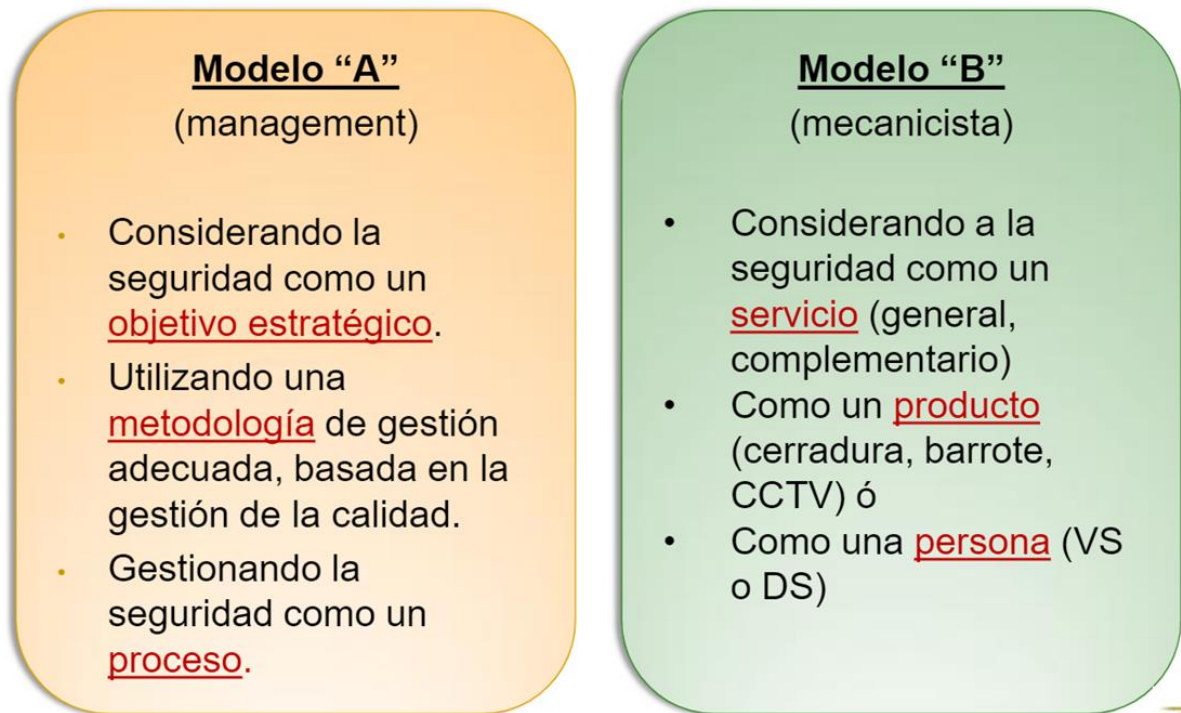 Modelo “A”
(management)
• Considerando la
seguridad como un
objetivo estratégico.
• Utilizando una
metodología de gestión
adecuada, basada en la
gestión de la calidad.
• Gestionando la
seguridad como un
proceso.
Modelo “B”
(mecanicista)
• Considerando a la
seguridad como un
servicio (general,
complementario)
• Como un producto
(cerradura, barrote,
CCTV) ó
• Como una persona (VS
o DS)